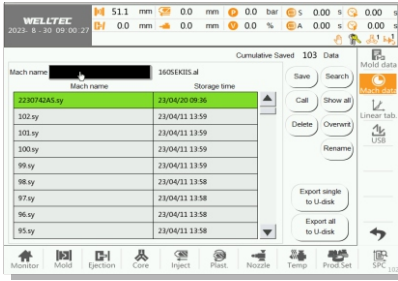 WELLTEC
2023- 8 - 30 09:00:27
51.1 mm 0.0 mm 0.0 bar S 0.00 s 0.00 s
0.0 mm 0.0 mm 0.0 % A 0.00 s 0.00 s
Cumulative Saved 103 Data
Mach name 160SEKIIS.al
Mach name Storage time
2230742AS.sy 23/04/20 09:36
102.sy 23/04/11 13:59
101.sy 23/04/11 13:59
100.sy 23/04/11 13:59
99.sy 23/04/11 13:58
98.sy 23/04/11 13:58
97.sy 23/04/11 13:58
96.sy 23/04/11 13:58
95.sy 23/04/11 13:58
Save Search
Call Show all
Delete Overwrit
Rename
Export single
to U-disk
Export all
to U-disk
Mold data
Mach data
Linear tab.
USB
Monitor Mold Ejection Core Inject Plast. Nozzle Temp Prod.Set SPC
102